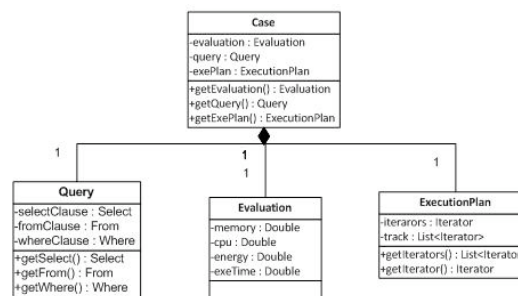 Case
-evaluation : Evaluation
-query : Query
-exePlan : ExecutionPlan
+getEvaluation() : Evaluation
+getQuery() : Query
+getExePlan() : ExecutionPlan
1
1
1
1
Query
-selectClause : Select
-fromClause : From
-whereClause : Where
+getSelect() : Select
+getFrom() : From
+getWhere() : Where
Evaluation
-memory : Double
-cpu : Double
-energy : Double
-exeTime : Double
ExecutionPlan
-iterarors : Iterator
-track : List<Iterator>
+getIterators() : List<Iterator
+getIterator() : Iterator